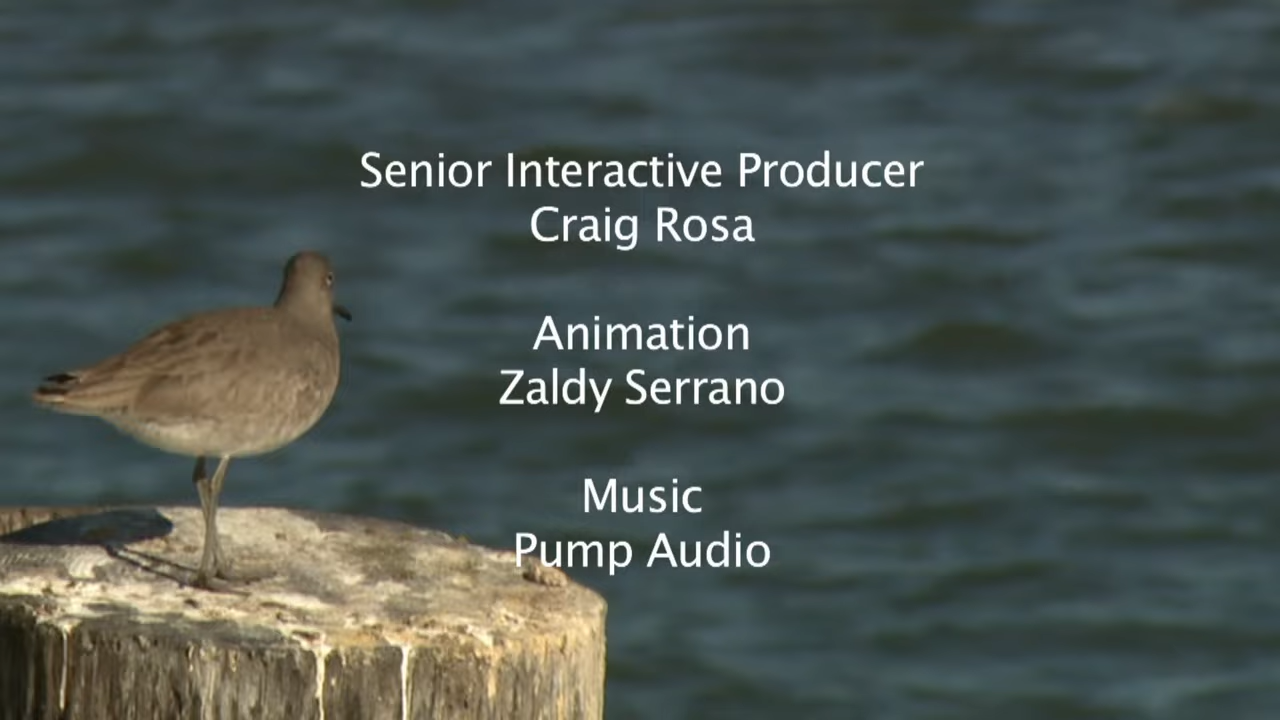 Senior Interactive Producer
Craig Rosa
Animation
Zaldy Serrano
Music
Pump Audio